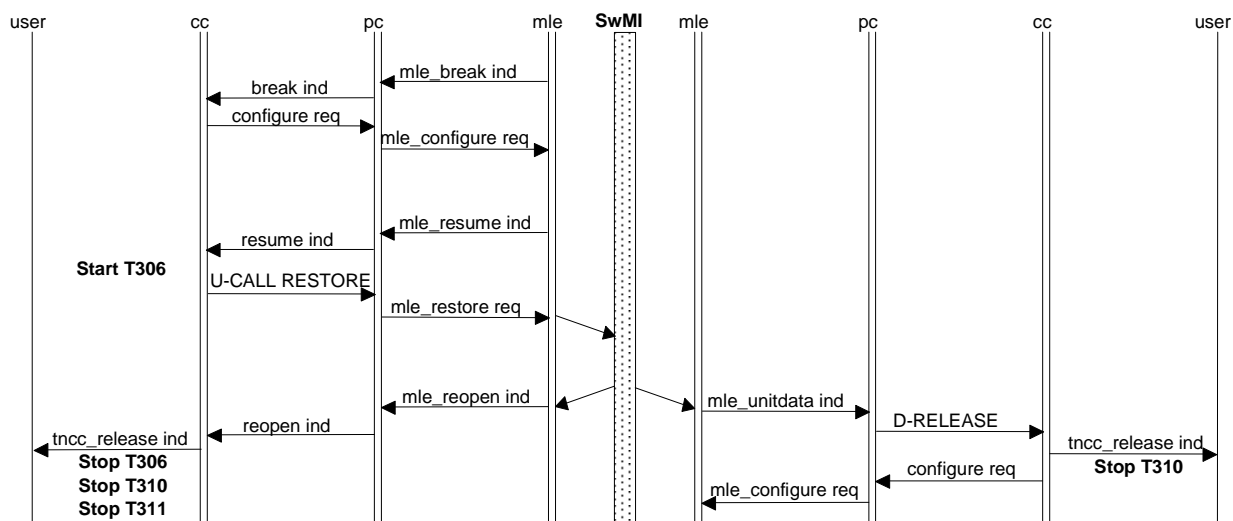 user cc pc mle SwMI mle pc cc user
mle_break ind
break ind
configure req
mle_configure req
mle_resume ind
resume ind
Start T306
U-CALL RESTORE
mle_restore req
mle_reopen ind mle_unitdata ind
reopen ind D-RELEASE
tncc_release ind tncc_release ind
Stop T306 Stop T310
configure req
Stop T310 mle_configure req
Stop T311